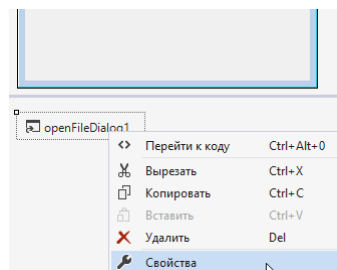 openFileDialog1
Перейти к коду Ctrl+Alt+0
Вырезать Ctrl+X
Копировать Ctrl+C
Вставить Ctrl+V
Удалить Del
Свойства